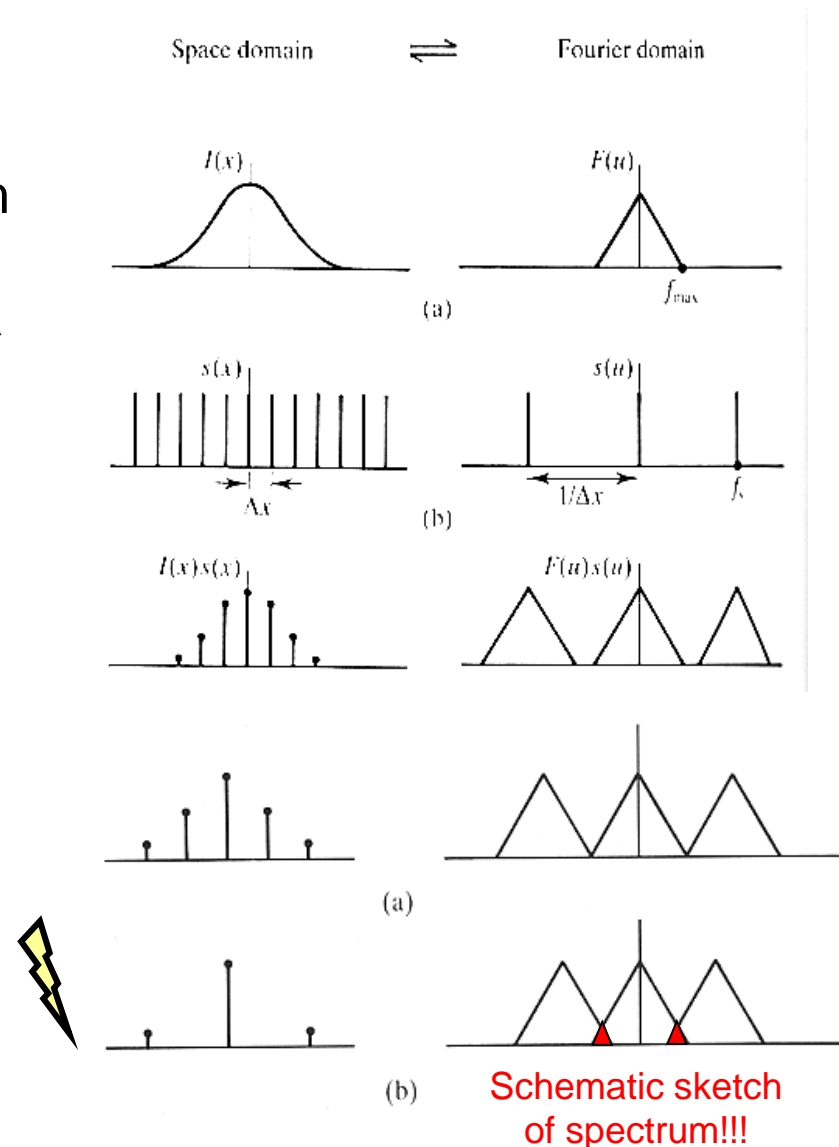 Space domain ⇌ Fourier domain
I(x) F(u)
f_max
(a)
s(x) s(u)
Δx 1/Δx f_s
(b)
I(x)s(x) F(u)s(u)
(a)
(b)
Schematic sketch
of spectrum!!!